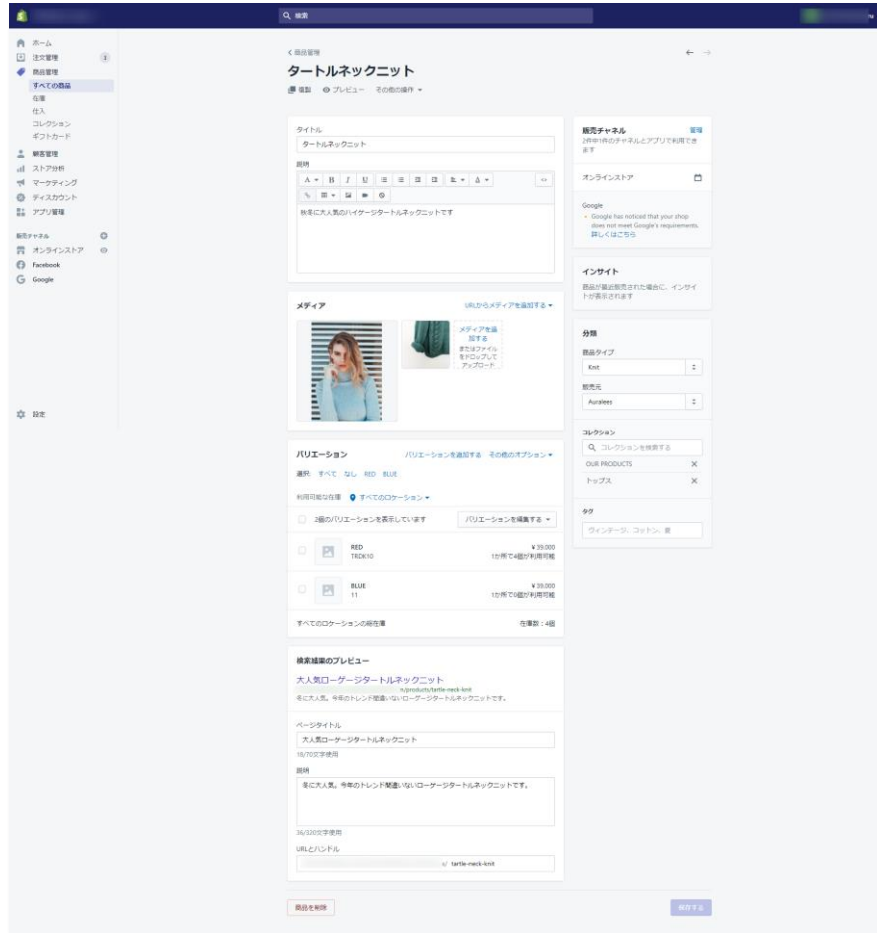 検索
ホーム
注文管理
商品管理
すべての商品
在庫
仕入
コレクション
ギフトカード
顧客管理
ストア分析
マーケティング
ディスカウント
アプリ管理
販売チャネル
オンラインストア
Facebook
Google
設定
商品管理
タートルネックニット
複製 プレビュー その他の操作
タイトル
タートルネックニット
説明
A B I U A
秋冬に大人気のハイゲージタートルネックニットです
メディア URLからメディアを追加する
メディアを追
加する
またはファイル
をドロップして
アップロード
バリエーション バリエーションを追加する その他のオプション
選択: すべて なし RED BLUE
利用可能な在庫 すべてのロケーション
2個のバリエーションを表示しています バリエーションを編集する
RED ¥ 39,000
TRDK10 1か所で4個が利用可能
BLUE ¥ 39,000
11 1か所で0個が利用可能
すべてのロケーションの総在庫 在庫数：4個
検索結果のプレビュー
大人気ローゲージタートルネックニット
n/products/tartle-neck-knit
冬に大人気。今年のトレンド間違いないローゲージタートルネックニットです。
ページタイトル
大人気ローゲージタートルネックニット
18/70文字使用
説明
冬に大人気。今年のトレンド間違いないローゲージタートルネックニットです。
36/320文字使用
URLとハンドル
s/ tartle-neck-knit
商品を削除
保存する
販売チャネル 管理
2件中1件のチャネルとアプリで利用でき
ます
オンラインストア
Google
Google has noticed that your shop
does not meet Google's requirements.
詳しくはこちら
インサイト
商品が最近販売された場合に、インサイ
トが表示されます
分類
商品タイプ
Knit
販売元
Auralees
コレクション
コレクションを検索する
OUR PRODUCTS
トップス
タグ
ヴィンテージ、コットン、夏